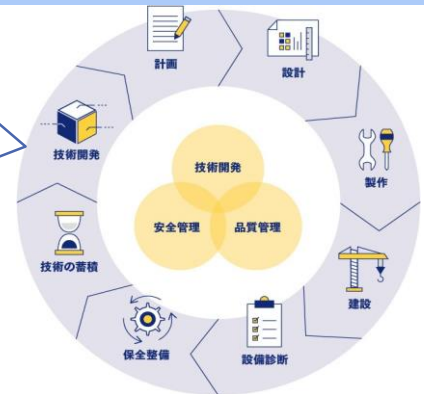 計画
設計
技術開発
製作
技術開発
安全管理
品質管理
技術の蓄積
建設
保全整備
設備診断